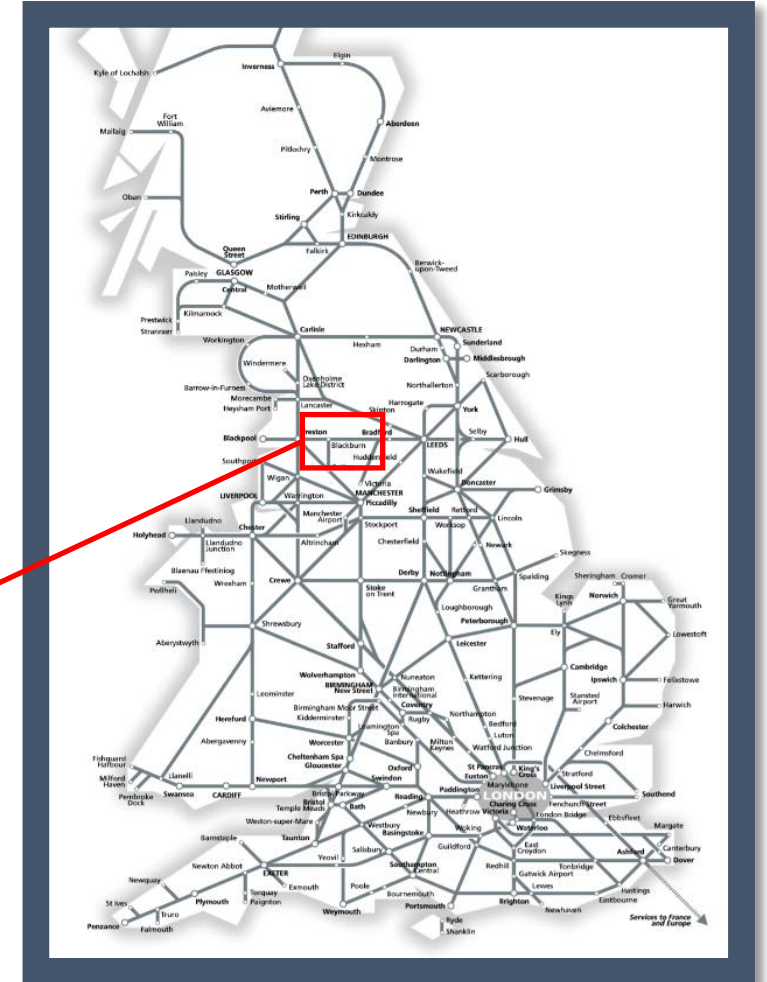 Elgin
Inverness
Kyle of Lochalsh
Aviemore
Fort
William
Aberdeen
Mallaig
Pitlochry
Montrose
Perth
Dundee
Oban
Stirling
Kirkcaldy
EDINBURGH
Queen
Street
Falkirk
Berwick-
upon-Tweed
Paisley
GLASGOW
Central
Motherwell
Prestwick
Kilmarnock
Stranraer
Carlisle
NEWCASTLE
Workington
Hexham
Sunderland
Durham
Darlington
Middlesbrough
Windermere
Scarborough
Oxenholme
Lake District
Northallerton
Barrow-in-Furness
Morecambe
Harrogate
Heysham Port
Lancaster
Skipton
York
Preston
Bradford
Selby
Blackpool
Blackburn
LEEDS
Hull
Southport
Huddersfield
Wakefield
Wigan
Victoria
Doncaster
MANCHESTER
Piccadilly
Grimsby
LIVERPOOL
Warrington
Sheffield
Retford
Manchester
Airport
Stockport
Worksop
Lincoln
Llandudno
Chester
Holyhead
Llandudno
Junction
Altrincham
Chesterfield
Newark
Skegness
Blaenau Ffestiniog
Derby
Nottingham
Sheringham
Cromer
Wrexham
Crewe
Stoke
on Trent
Spalding
Pwllheli
Grantham
Kings
Lynn
Norwich
Great
Yarmouth
Loughborough
Peterborough
Shrewsbury
Ely
Lowestoft
Aberystwyth
Stafford
Leicester
Wolverhampton
Cambridge
BIRMINGHAM
New Street
Nuneaton
Kettering
Ipswich
Felixstowe
Leominster
Birmingham
International
Stevenage
Stansted
Airport
Birmingham Moor Street
Coventry
Harwich
Hereford
Kidderminster
Rugby
Northampton
Bedford
Colchester
Leamington
Spa
Abergavenny
Worcester
Banbury
Milton
Keynes
Luton
Watford Junction
Chelmsford
Fishguard
Harbour
Cheltenham Spa
Gloucester
Oxford
St Pancras
King's
Cross
Euston
Stratford
Milford
Haven
Llanelli
Newport
Swindon
Paddington
Marylebone
Liverpool Street
Pembroke
Dock
Swansea
CARDIFF
Bristol Parkway
Reading
LONDON
Southend
Bristol
Temple Meads
Bath
Newbury
Heathrow
Victoria
Charing Cross
Fenchurch Street
London Bridge
Ebbsfleet
Weston-super-Mare
Westbury
Woking
Waterloo
Margate
Barnstaple
Taunton
Basingstoke
East
Croydon
Canterbury
Salisbury
Guildford
Ashford
Dover
Newton Abbot
Yeovil
Southampton
Central
Redhill
Tonbridge
Gatwick Airport
Newquay
EXETER
Exmouth
Poole
Lewes
Hastings
St Ives
Plymouth
Torquay
Paignton
Bournemouth
Portsmouth
Brighton
Eastbourne
Truro
Weymouth
Newhaven
Penzance
Falmouth
Ryde
Shanklin
Services to France
and Europe